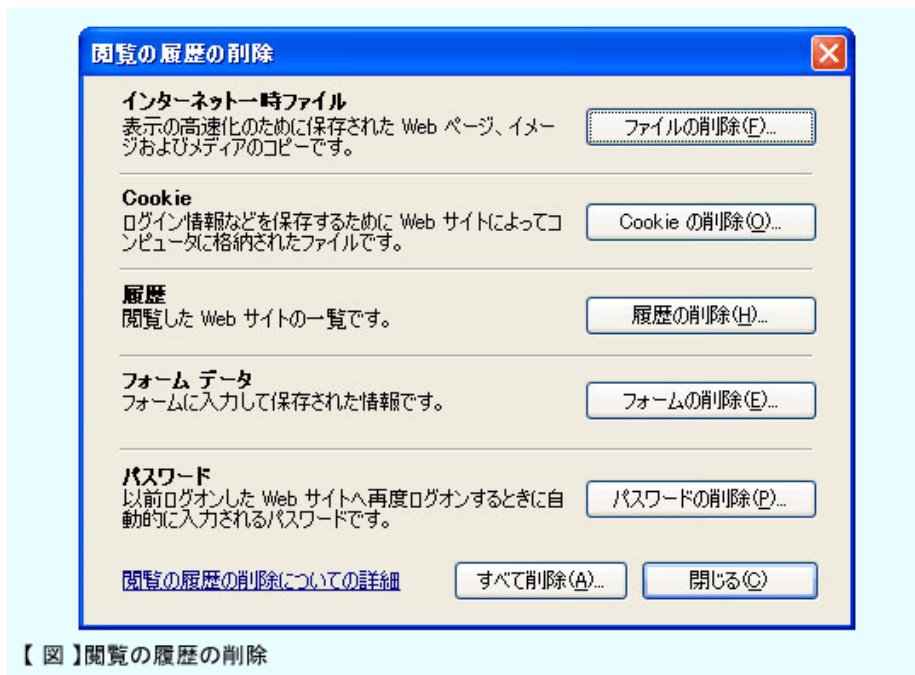 閲覧の履歴の削除
インターネット一時ファイル
表示の高速化のために保存された Web ページ、イメー
ジおよびメディアのコピーです。
ファイルの削除(F)...
Cookie
ログイン情報などを保存するために Web サイトによってコ
ンピュータに格納されたファイルです。
Cookie の削除(O)...
履歴
閲覧した Web サイトの一覧です。
履歴の削除(H)...
フォーム データ
フォームに入力して保存された情報です。
フォームの削除(E)...
パスワード
以前ログオンした Web サイトへ再度ログオンするときに自
動的に入力されるパスワードです。
パスワードの削除(P)...
閲覧の履歴の削除についての詳細
すべて削除(A)...
閉じる(C)
【 図 】閲覧の履歴の削除